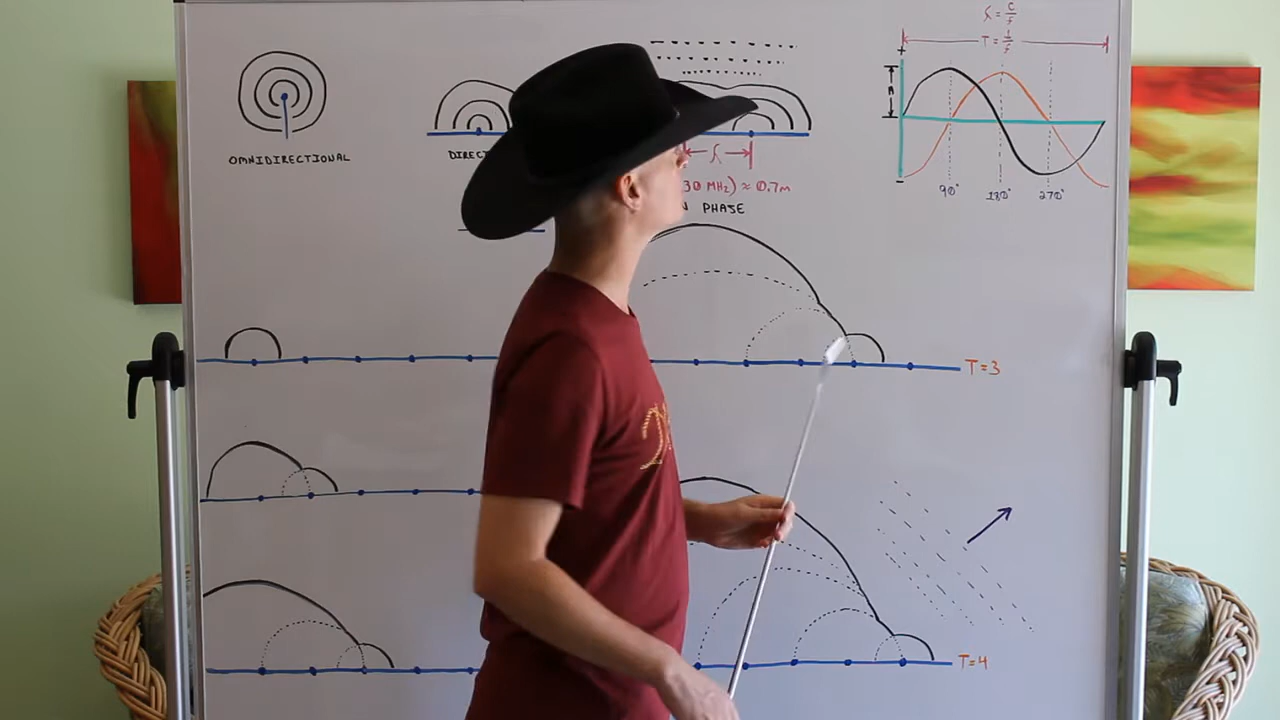 OMNIDIRECTIONAL
λ
30 MHz) ≈ 0.7m
PHASE
λ = c/f
T = 1/f
+
A
-
90° 180° 270°
T=3
T=4